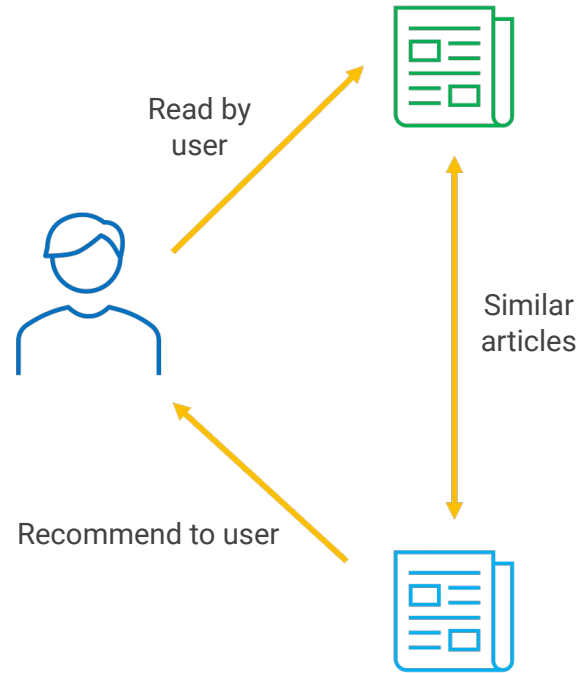 Read by
user
Similar
articles
Recommend to user